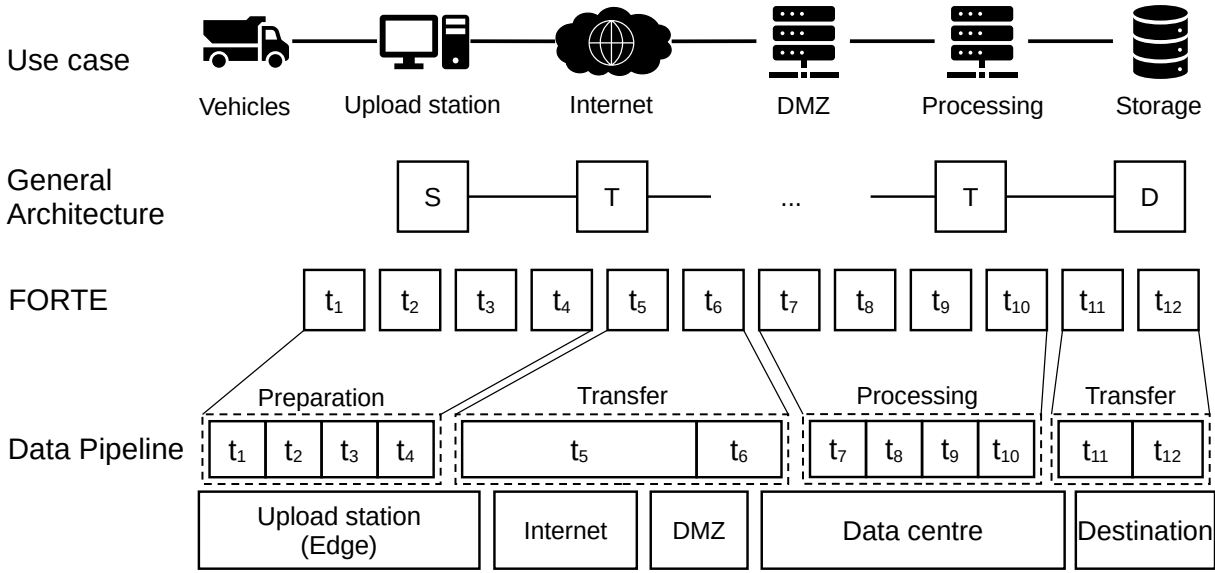 Use case
Vehicles
Upload station
Internet
DMZ
Processing
Storage
General
Architecture
S
T
...
T
D
FORTE
t1 t2 t3 t4 t5 t6 t7 t8 t9 t10 t11 t12
Preparation
Transfer
Processing
Transfer
Data Pipeline
t1 t2 t3 t4 t5 t6 t7 t8 t9 t10 t11 t12
Upload station
(Edge)
Internet
DMZ
Data centre
Destination